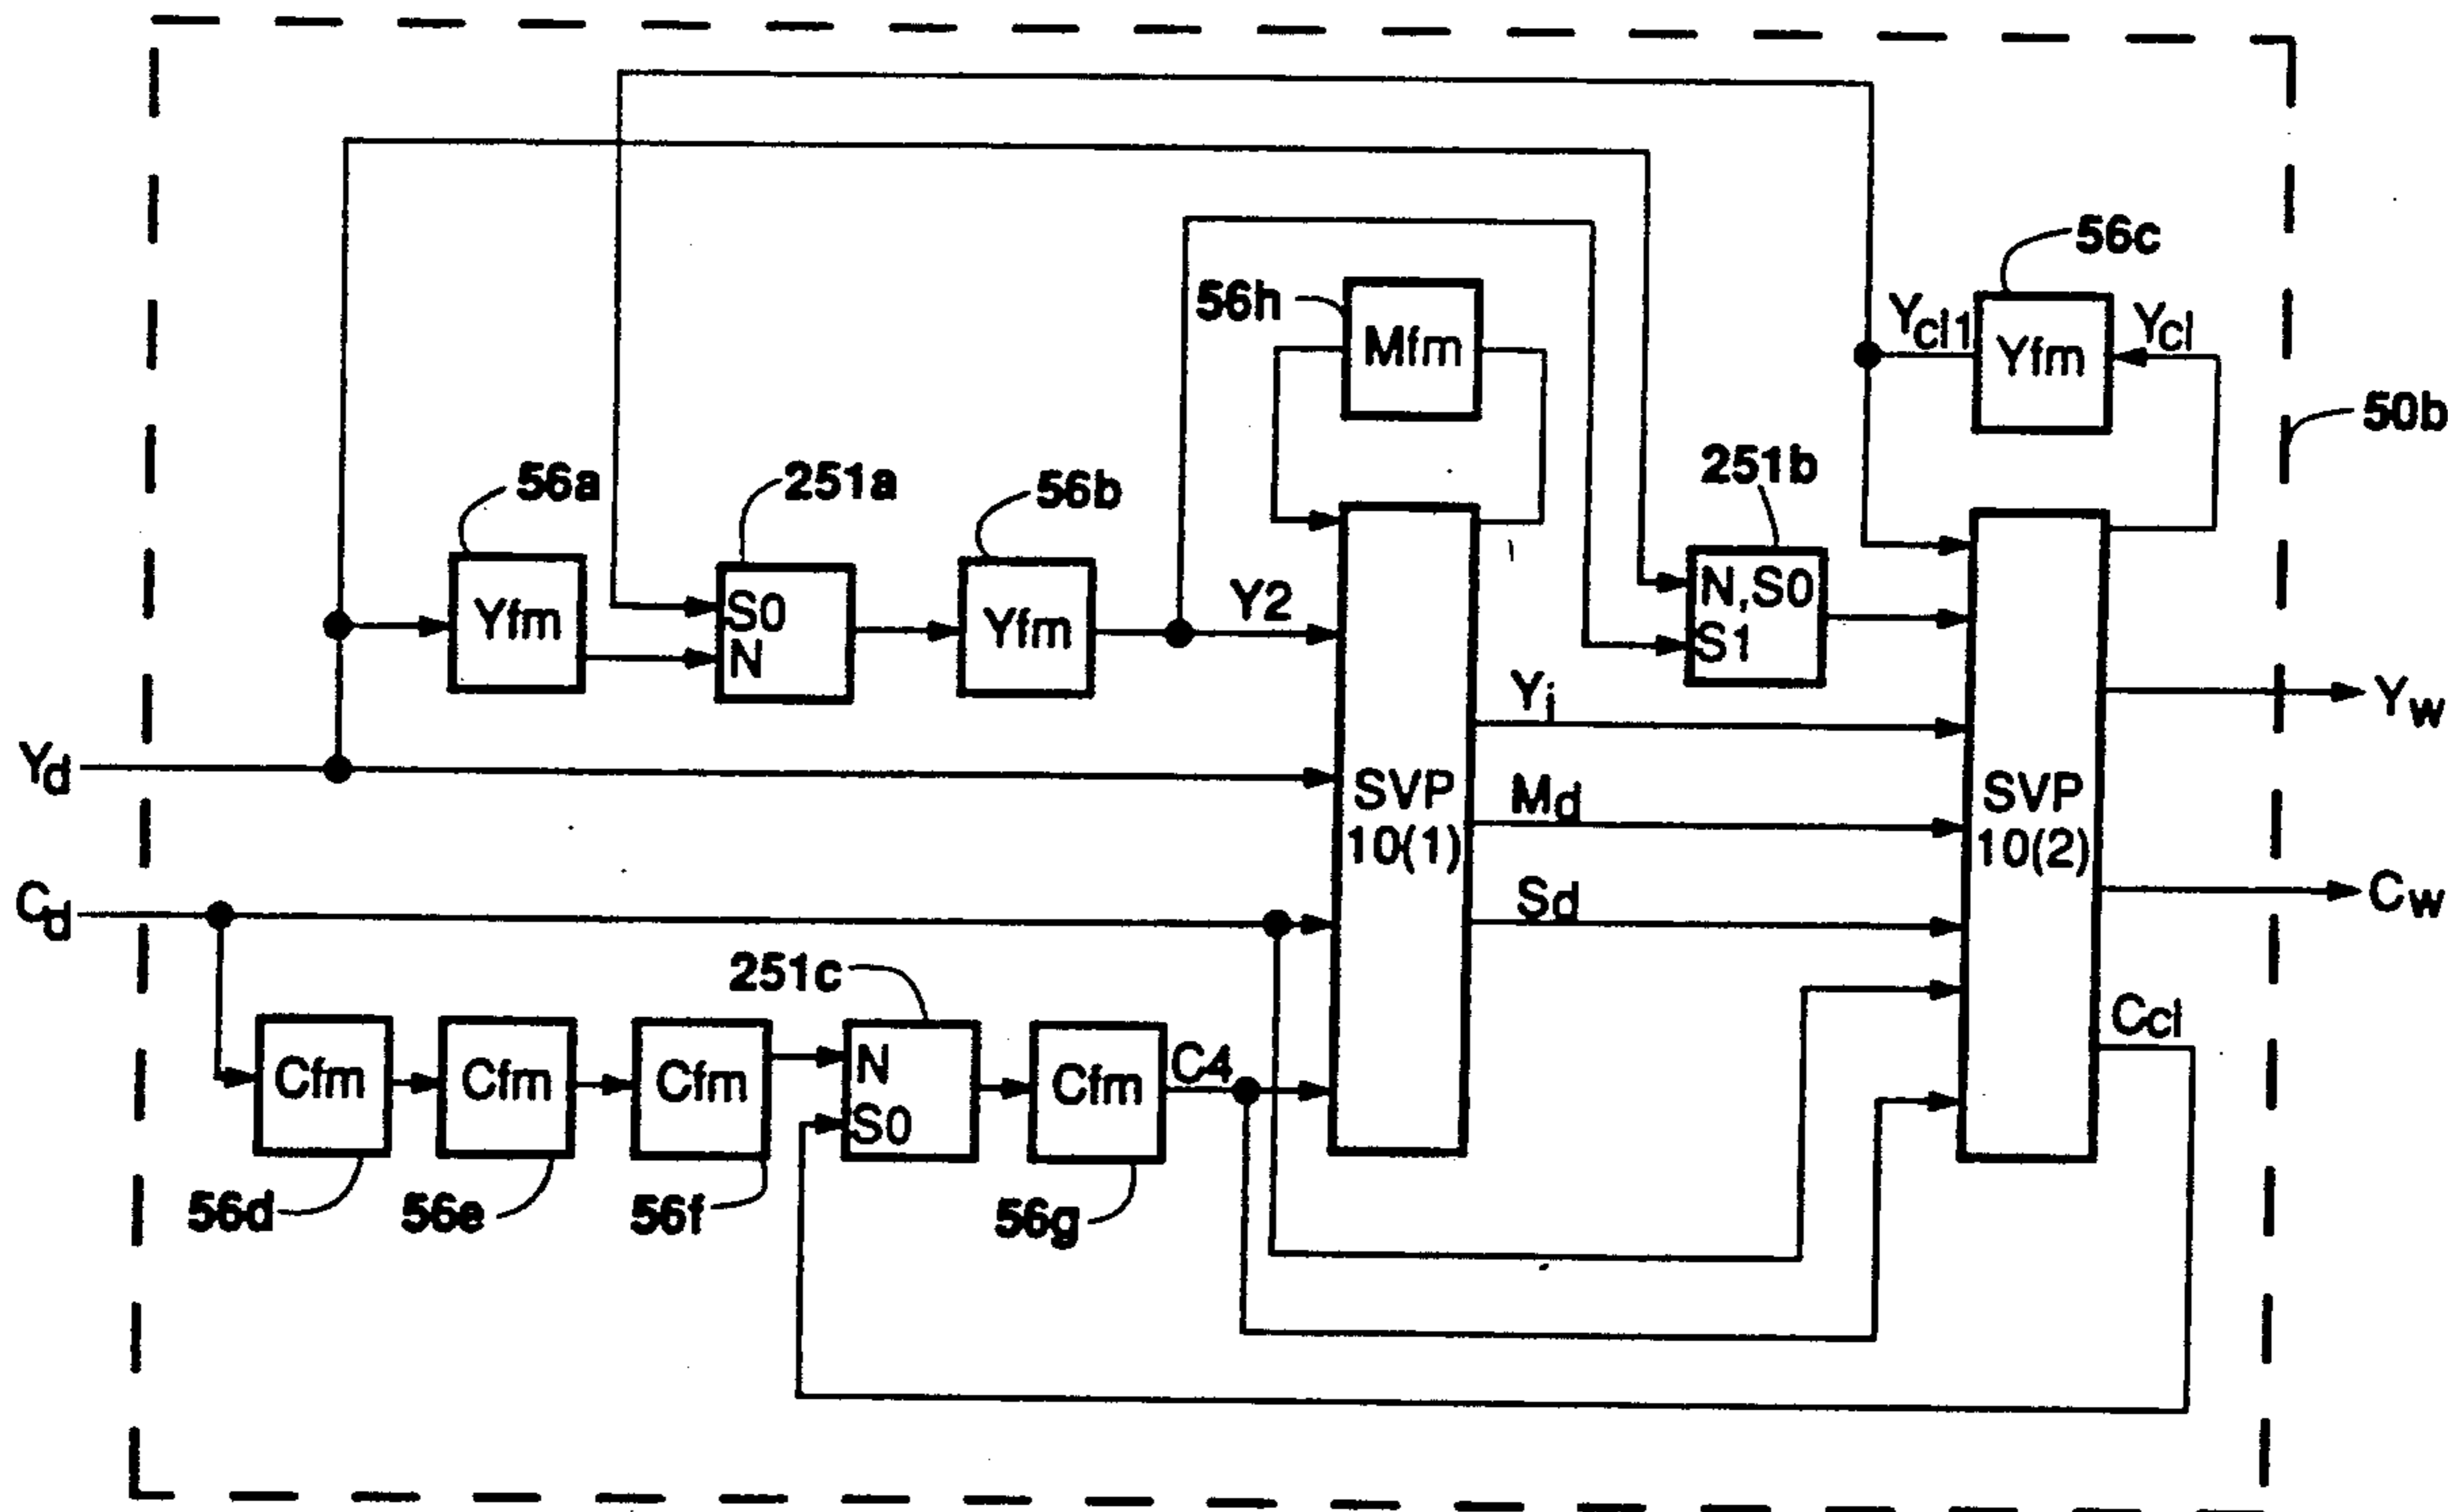 56c
56h
Mfm
Ycl1
Yfm
Ycl
50b
56a
251a
56b
251b
Yfm
S0
N
Yfm
Y2
N,S0
S1
Yi
Yw
Yd
SVP
10(1)
Md
SVP
10(2)
Cd
Sd
Cw
251c
Ccl
Cfm
Cfm
Cfm
N
S0
Cfm
C4
56d
56e
56f
56g